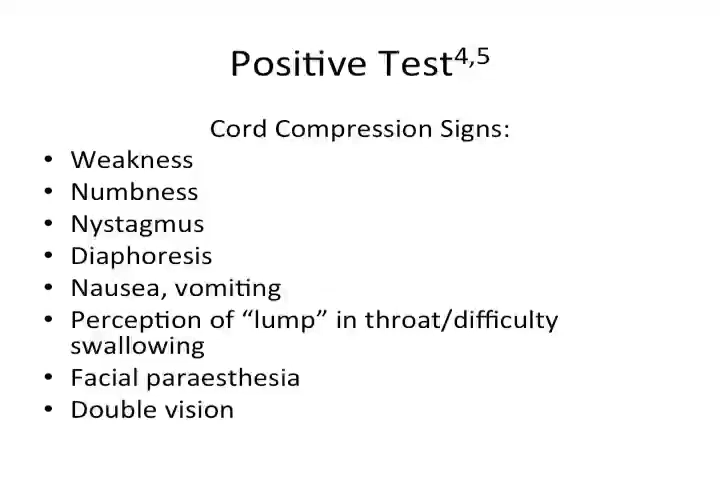 Positive Test4,5
Cord Compression Signs:
• Weakness
• Numbness
• Nystagmus
• Diaphoresis
• Nausea, vomiting
• Perception of “lump” in throat/difficulty
swallowing
• Facial paraesthesia
• Double vision